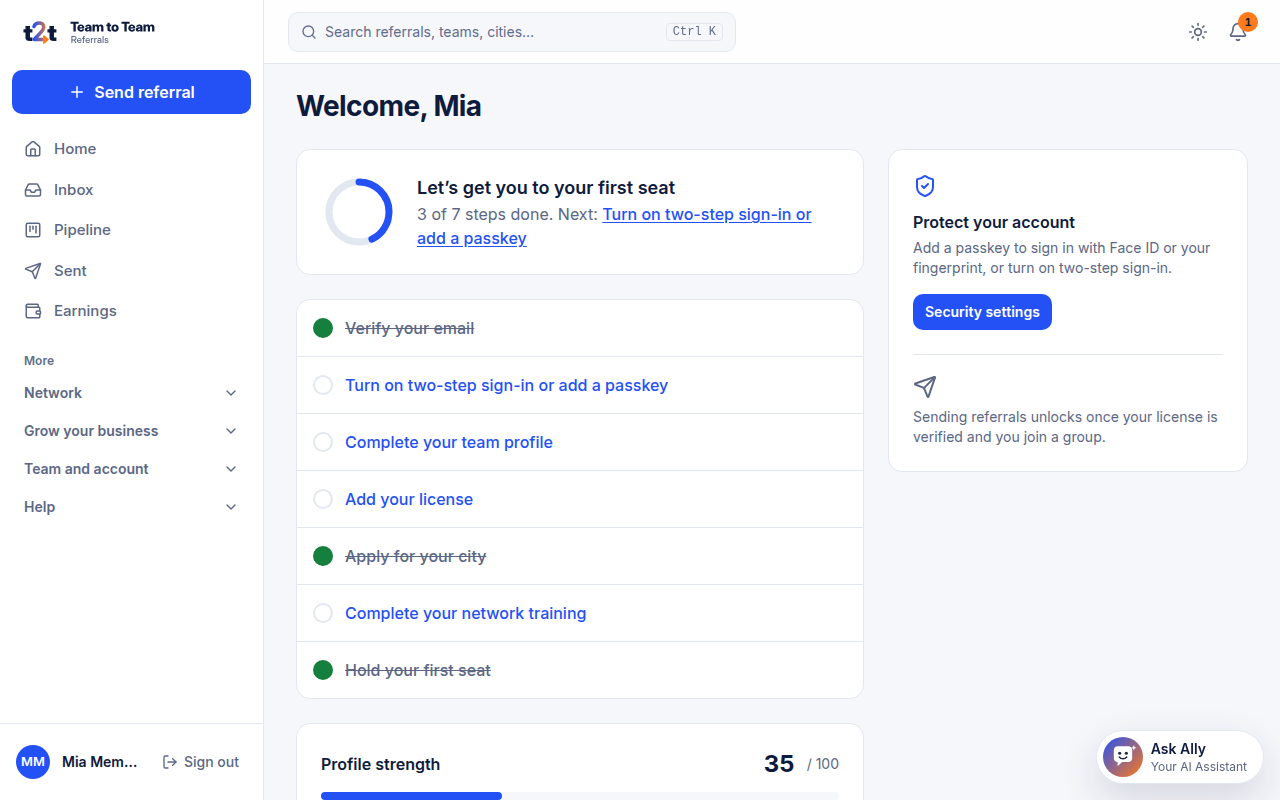 t2t
Team to Team
Referrals
Send referral
Home
Inbox
Pipeline
Sent
Earnings
More
Network
Grow your business
Team and account
Help
MM
Mia Mem...
Sign out
Search referrals, teams, cities...
Ctrl K
1
Welcome, Mia
Let's get you to your first seat
3 of 7 steps done. Next: Turn on two-step sign-in or
add a passkey
Verify your email
Turn on two-step sign-in or add a passkey
Complete your team profile
Add your license
Apply for your city
Complete your network training
Hold your first seat
Profile strength
35 / 100
Protect your account
Add a passkey to sign in with Face ID or your
fingerprint, or turn on two-step sign-in.
Security settings
Sending referrals unlocks once your license is
verified and you join a group.
Ask Ally
Your AI Assistant